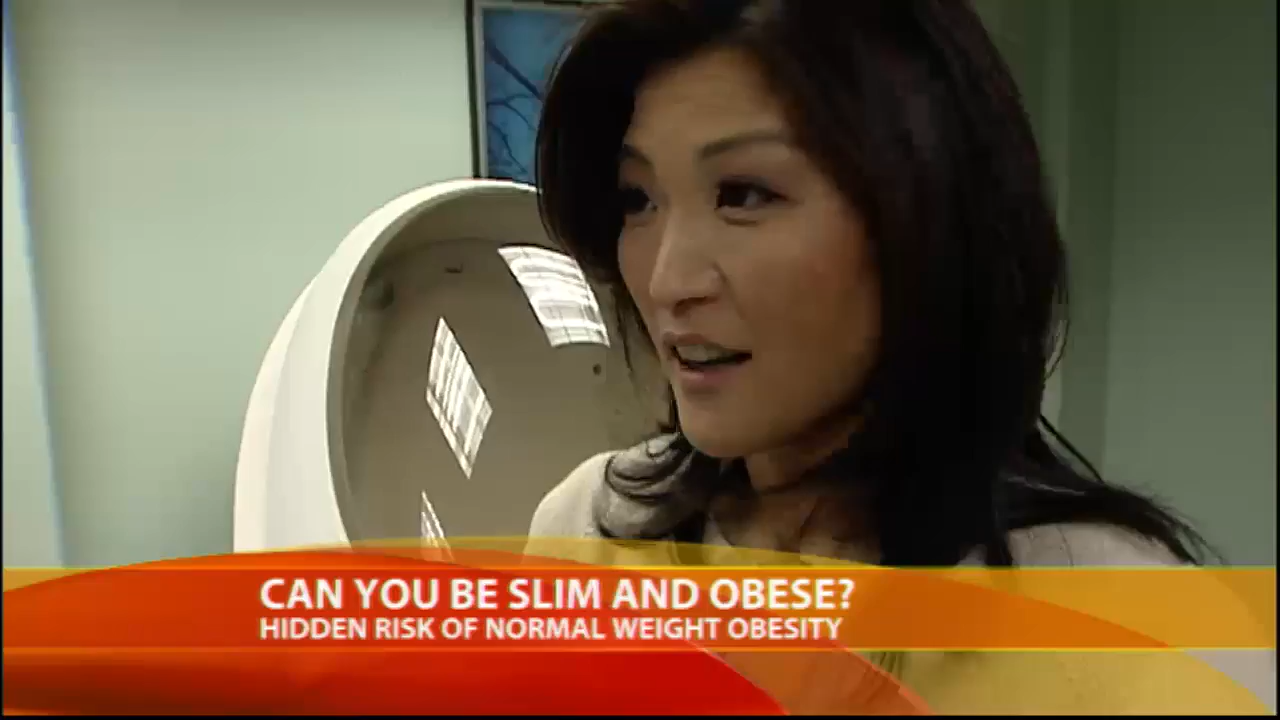 CAN YOU BE SLIM AND OBESE?
HIDDEN RISK OF NORMAL WEIGHT OBESITY